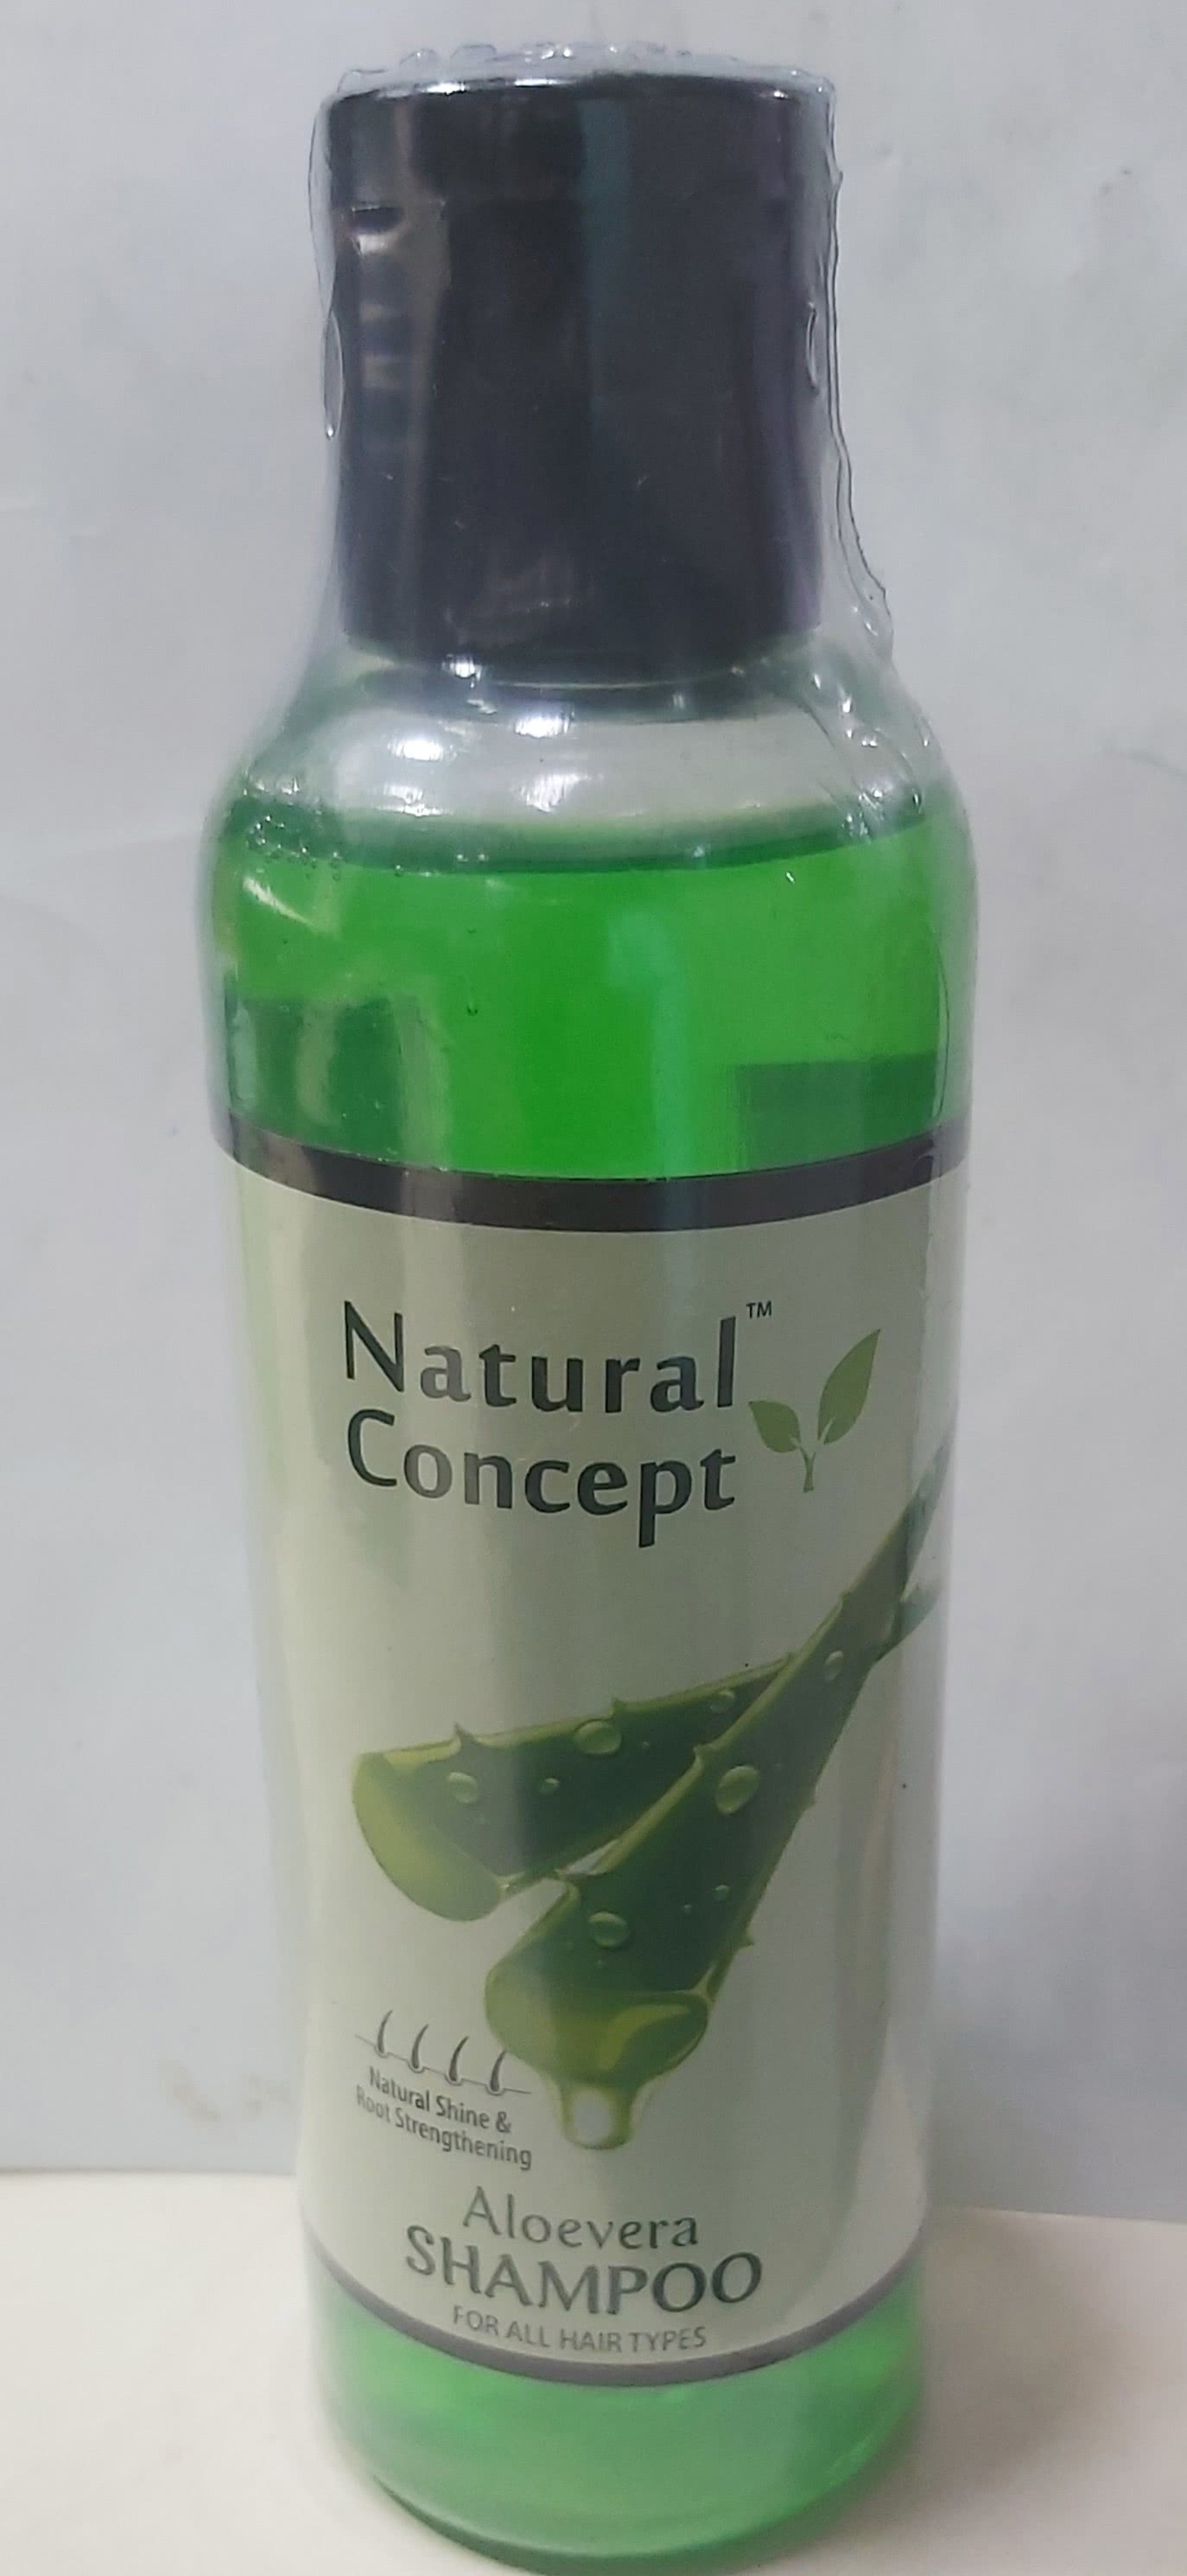 Natural™
Concept
Natural Shine &
Root Strengthening
Aloevera
SHAMPOO
FOR ALL HAIR TYPES